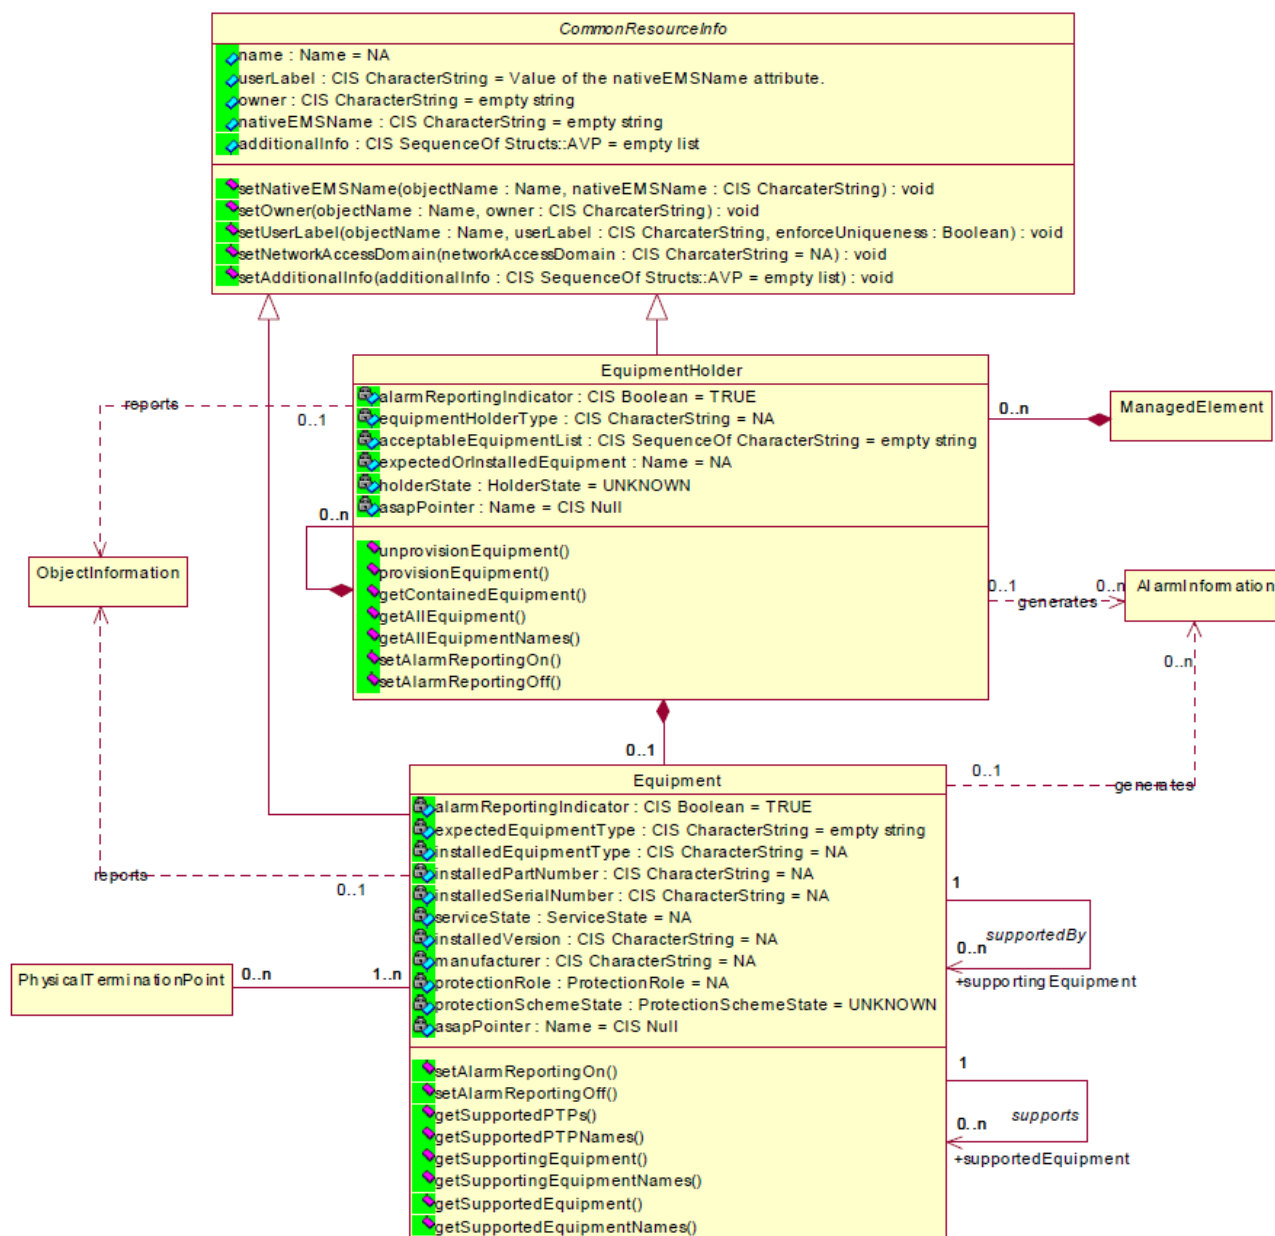 CommonResourceInfo
name : Name = NA
userLabel : CIS CharacterString = Value of the nativeEMSName attribute.
owner : CIS CharacterString = empty string
nativeEMSName : CIS CharacterString = empty string
additionalInfo : CIS SequenceOf Structs::AVP = empty list
setNativeEMSName(objectName : Name, nativeEMSName : CIS CharcaterString) : void
setOwner(objectName : Name, owner : CIS CharcaterString) : void
setUserLabel(objectName : Name, userLabel : CIS CharcaterString, enforceUniqueness : Boolean) : void
setNetworkAccessDomain(networkAccessDomain : CIS CharcaterString = NA) : void
setAdditionalInfo(additionalInfo : CIS SequenceOf Structs::AVP = empty list) : void
EquipmentHolder
alarmReportingIndicator : CIS Boolean = TRUE
equipmentHolderType : CIS CharacterString = NA
acceptableEquipmentList : CIS SequenceOf CharacterString = empty string
expectedOrInstalledEquipment : Name = NA
holderState : HolderState = UNKNOWN
asapPointer : Name = CIS Null
unprovisionEquipment()
provisionEquipment()
getContainedEquipment()
getAllEquipment()
getAllEquipmentNames()
setAlarmReportingOn()
setAlarmReportingOff()
reports
0..1
0..n
ManagedElement
0..n
ObjectInformation
0..1
generates
0..n
AlarmInformation
0..n
0..1
0..1
generates
Equipment
alarmReportingIndicator : CIS Boolean = TRUE
expectedEquipmentType : CIS CharacterString = empty string
installedEquipmentType : CIS CharacterString = NA
installedPartNumber : CIS CharacterString = NA
installedSerialNumber : CIS CharacterString = NA
serviceState : ServiceState = NA
installedVersion : CIS CharacterString = NA
manufacturer : CIS CharacterString = NA
protectionRole : ProtectionRole = NA
protectionSchemeState : ProtectionSchemeState = UNKNOWN
asapPointer : Name = CIS Null
setAlarmReportingOn()
setAlarmReportingOff()
getSupportedPTPs()
getSupportedPTPNames()
getSupportingEquipment()
getSupportingEquipmentNames()
getSupportedEquipment()
getSupportedEquipmentNames()
reports
0..1
PhysicalTerminationPoint
0..n
1..n
1
supportedBy
0..n
+supportingEquipment
1
supports
0..n
+supportedEquipment